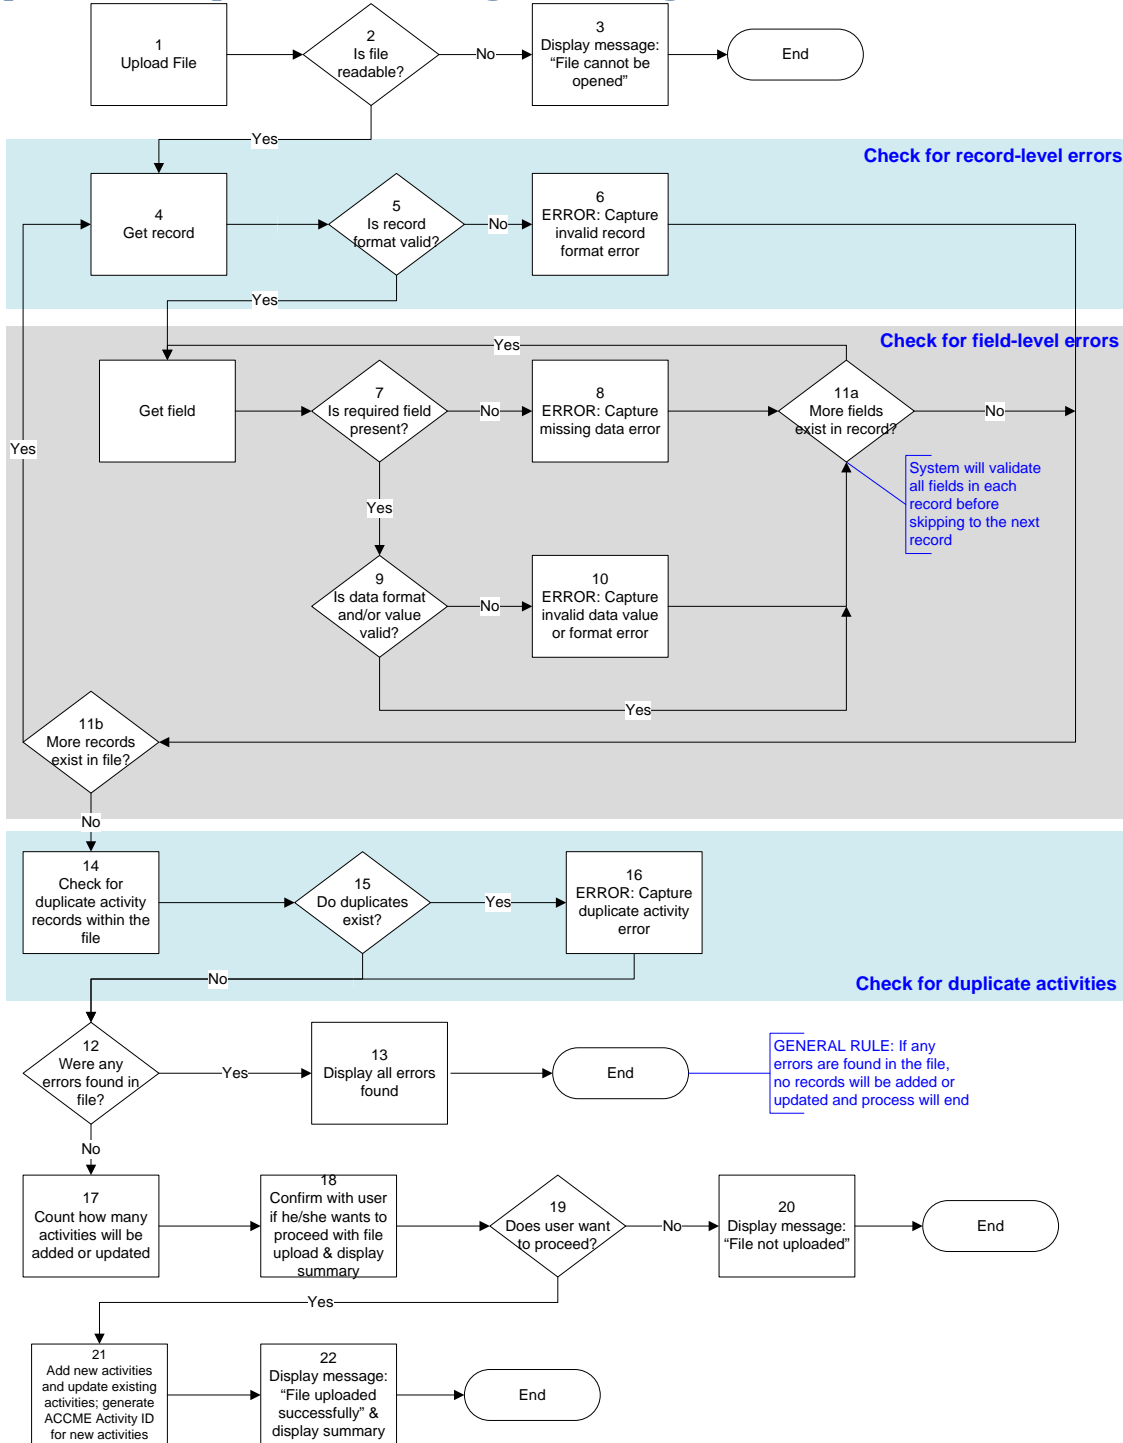 1
Upload File
2
Is file
readable?
No
3
Display message:
“File cannot be
opened”
End
Yes
Check for record-level errors
4
Get record
5
Is record
format valid?
No
6
ERROR: Capture
invalid record
format error
Yes
Check for field-level errors
Yes
Get field
7
Is required field
present?
No
8
ERROR: Capture
missing data error
11a
More fields
exist in record?
No
Yes
System will validate
all fields in each
record before
skipping to the next
record
Yes
9
Is data format
and/or value
valid?
No
10
ERROR: Capture
invalid data value
or format error
Yes
11b
More records
exist in file?
No
14
Check for
duplicate activity
records within the
file
15
Do duplicates
exist?
Yes
16
ERROR: Capture
duplicate activity
error
No
Check for duplicate activities
12
Were any
errors found in
file?
Yes
13
Display all errors
found
End
GENERAL RULE: If any
errors are found in the file,
no records will be added or
updated and process will end
No
17
Count how many
activities will be
added or updated
18
Confirm with user
if he/she wants to
proceed with file
upload & display
summary
19
Does user want
to proceed?
No
20
Display message:
“File not uploaded”
End
Yes
21
Add new activities
and update existing
activities; generate
ACCME Activity ID
for new activities
22
Display message:
“File uploaded
successfully” &
display summary
End